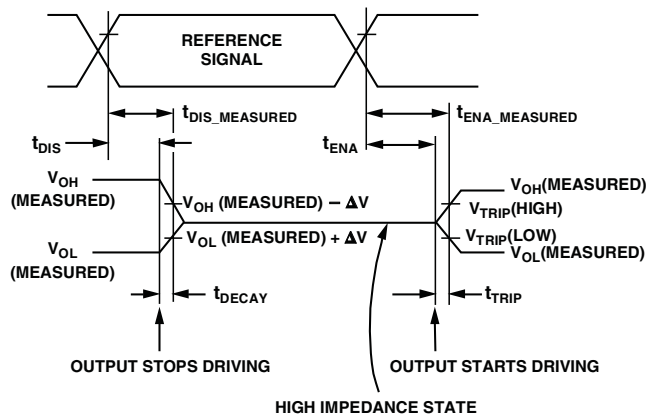 REFERENCE
SIGNAL
tDIS_MEASURED
tENA_MEASURED
tDIS
tENA
VOH
(MEASURED)
VOH (MEASURED) – ΔV
VOH(MEASURED)
VTRIP(HIGH)
VOL
(MEASURED)
VOL (MEASURED) + ΔV
VTRIP(LOW)
VOL(MEASURED)
tDECAY
tTRIP
OUTPUT STOPS DRIVING
OUTPUT STARTS DRIVING
HIGH IMPEDANCE STATE